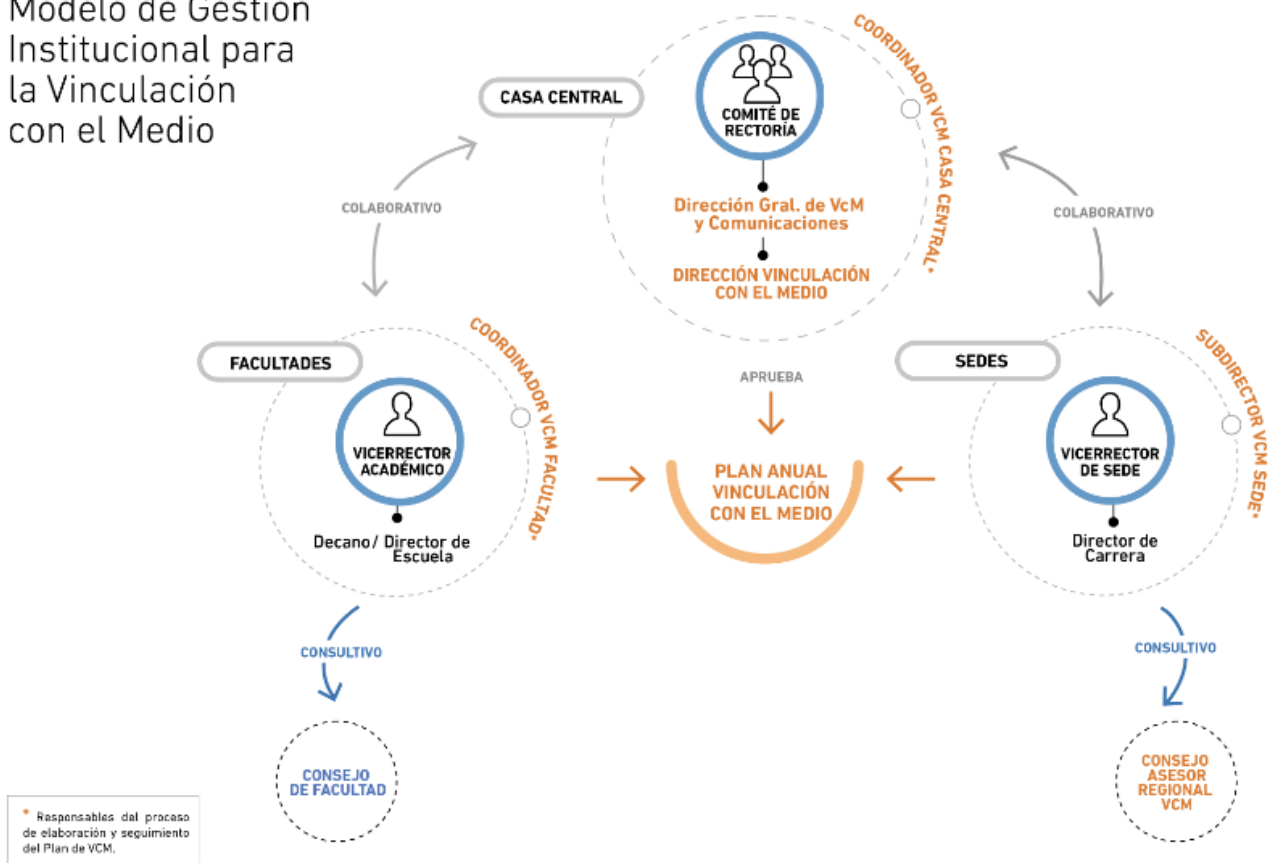 Modelo de Gestión
Institucional para
la Vinculación
con el Medio
CASA CENTRAL
COMITÉ DE
RECTORÍA
Dirección Gral. de VcM
y Comunicaciones
DIRECCIÓN VINCULACIÓN
CON EL MEDIO
COORDINADOR VCM CASA CENTRAL*
COLABORATIVO
COLABORATIVO
FACULTADES
VICERRECTOR
ACADÉMICO
Decano/ Director de
Escuela
COORDINADOR VCM FACULTAD*
APRUEBA
PLAN ANUAL
VINCULACIÓN
CON EL MEDIO
SEDES
VICERRECTOR
DE SEDE
Director de
Carrera
SUBDIRECTOR VCM SEDE*
CONSULTIVO
CONSULTIVO
CONSEJO
DE FACULTAD
CONSEJO
ASESOR
REGIONAL
VCM
* Responsables del proceso
de elaboración y seguimiento
del Plan de VCM.